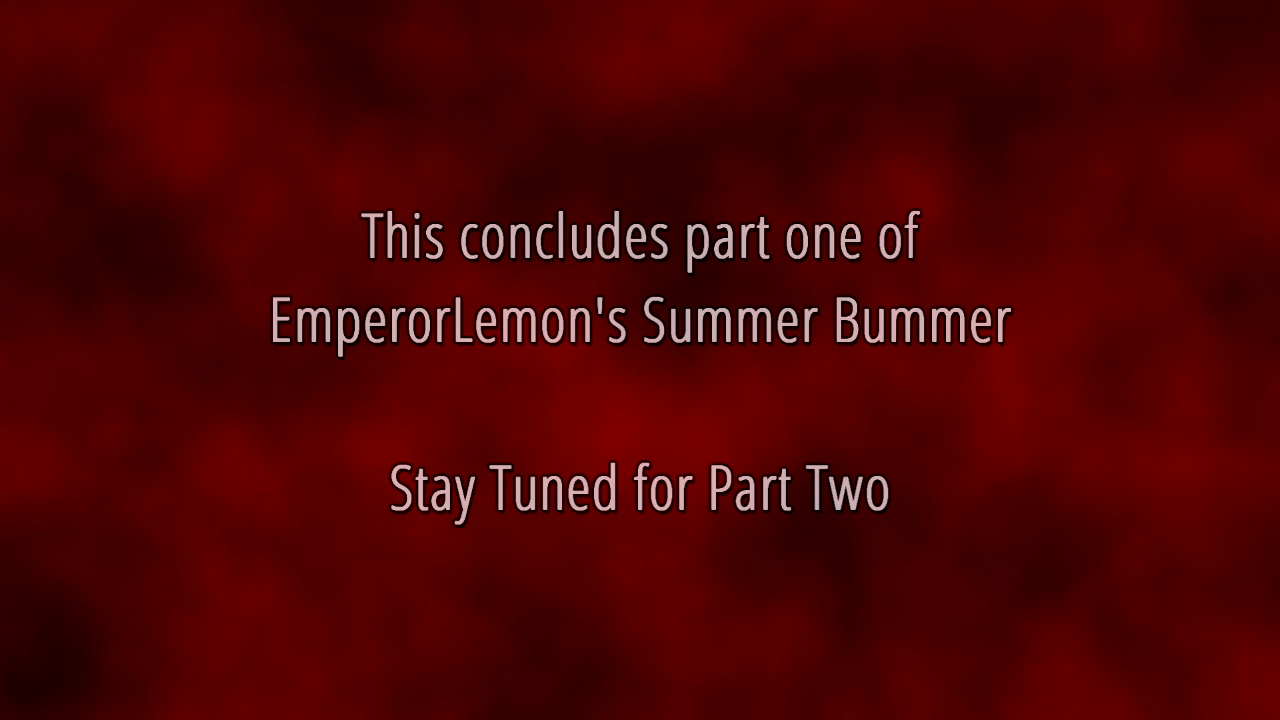 This concludes part one of
EmperorLemon's Summer Bummer
Stay Tuned for Part Two